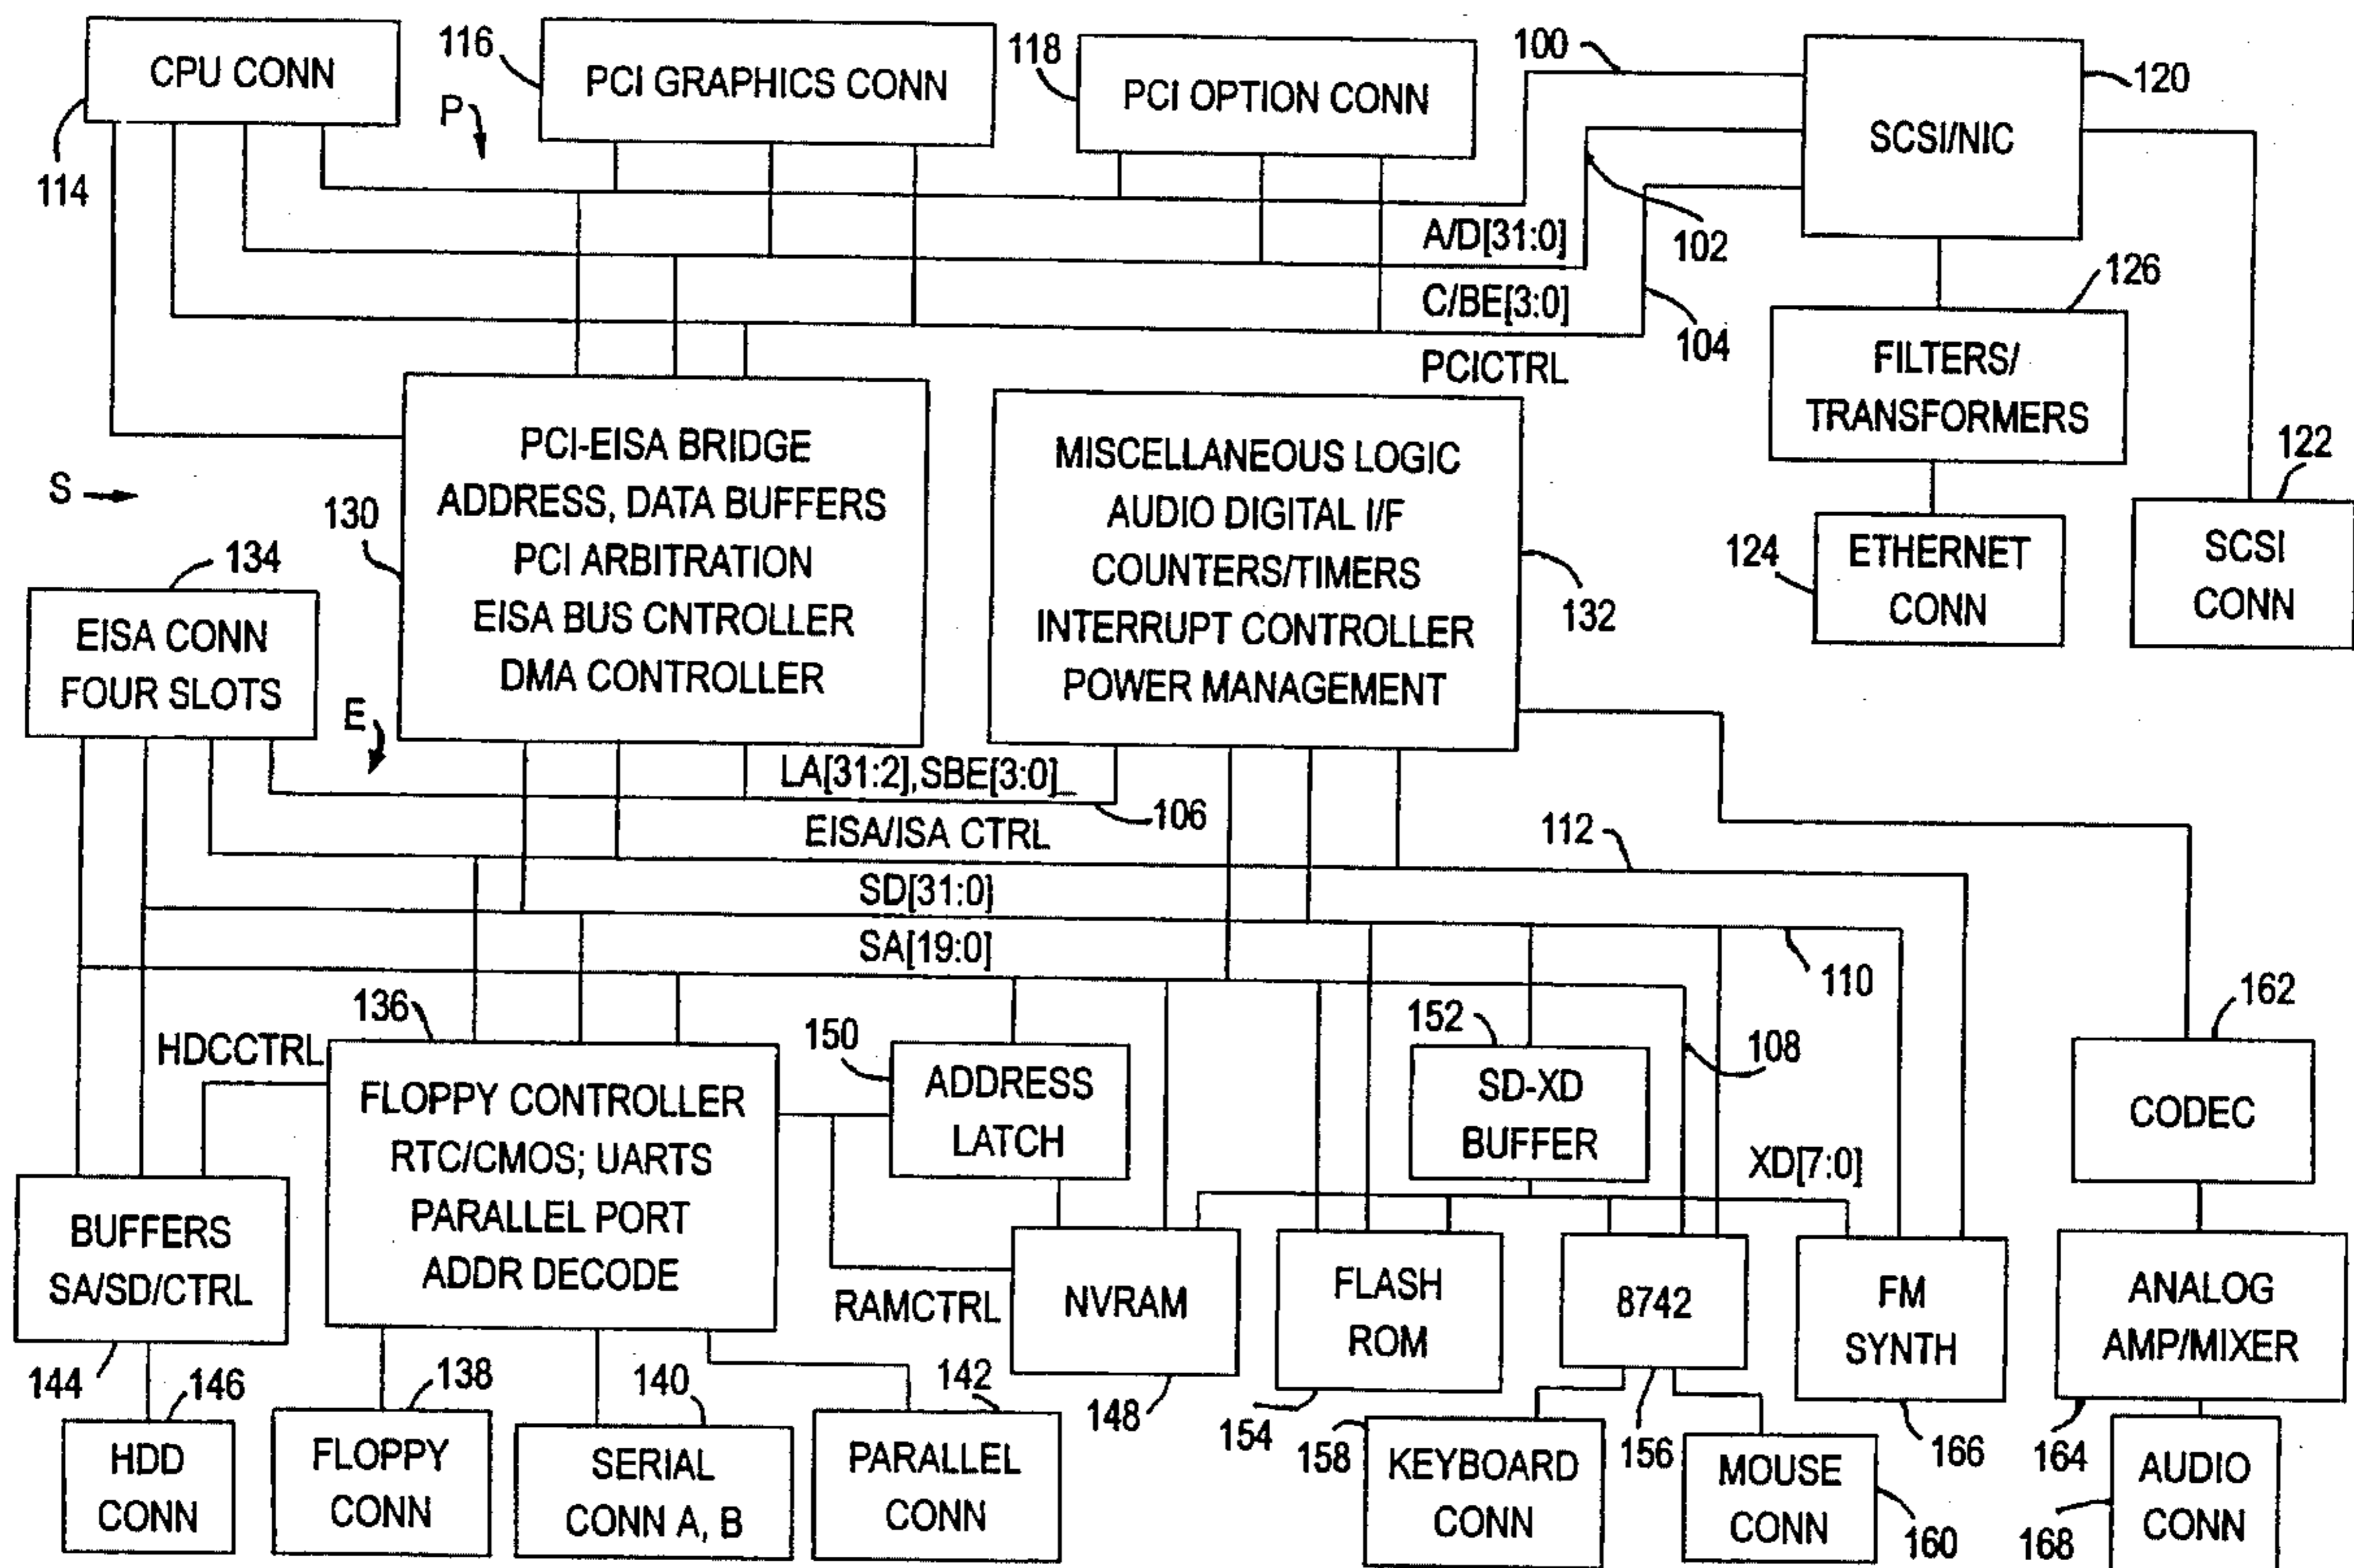 CPU CONN
114
116
PCI GRAPHICS CONN
P
118
PCI OPTION CONN
100
SCSI/NIC
120
A/D[31:0]
102
C/BE[3:0]
104
PCICTRL
126
FILTERS/
TRANSFORMERS
124
ETHERNET
CONN
122
SCSI
CONN
S
130
PCI-EISA BRIDGE
ADDRESS, DATA BUFFERS
PCI ARBITRATION
EISA BUS CNTROLLER
DMA CONTROLLER
MISCELLANEOUS LOGIC
AUDIO DIGITAL I/F
COUNTERS/TIMERS
INTERRUPT CONTROLLER
POWER MANAGEMENT
132
134
EISA CONN
FOUR SLOTS
E
LA[31:2],SBE[3:0]_
106
EISA/ISA CTRL
112
SD[31:0]
SA[19:0]
110
HDCCTRL
136
FLOPPY CONTROLLER
RTC/CMOS; UARTS
PARALLEL PORT
ADDR DECODE
150
ADDRESS
LATCH
152
SD-XD
BUFFER
108
162
CODEC
XD[7:0]
BUFFERS
SA/SD/CTRL
144
RAMCTRL
NVRAM
148
FLASH
ROM
154
8742
156
FM
SYNTH
166
ANALOG
AMP/MIXER
164
146
HDD
CONN
138
FLOPPY
CONN
140
SERIAL
CONN A, B
142
PARALLEL
CONN
158
KEYBOARD
CONN
MOUSE
CONN
160
168
AUDIO
CONN